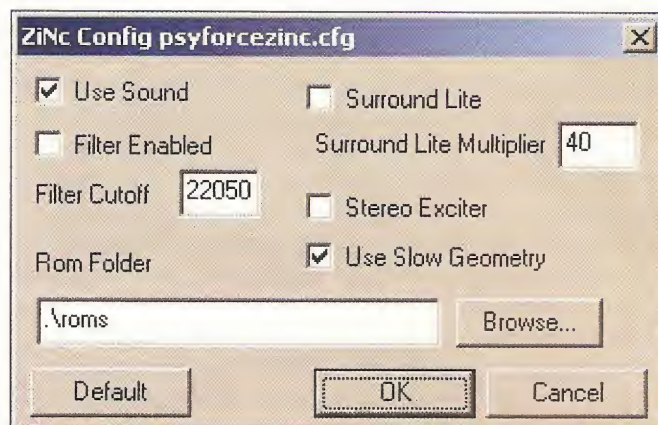 ZiNc Config psyforcezinc.cfg
Use Sound
Surround Lite
Filter Enabled
Surround Lite Multiplier 40
Filter Cutoff 22050
Stereo Exciter
Rom Folder
Use Slow Geometry
.\roms
Browse...
Default
OK
Cancel